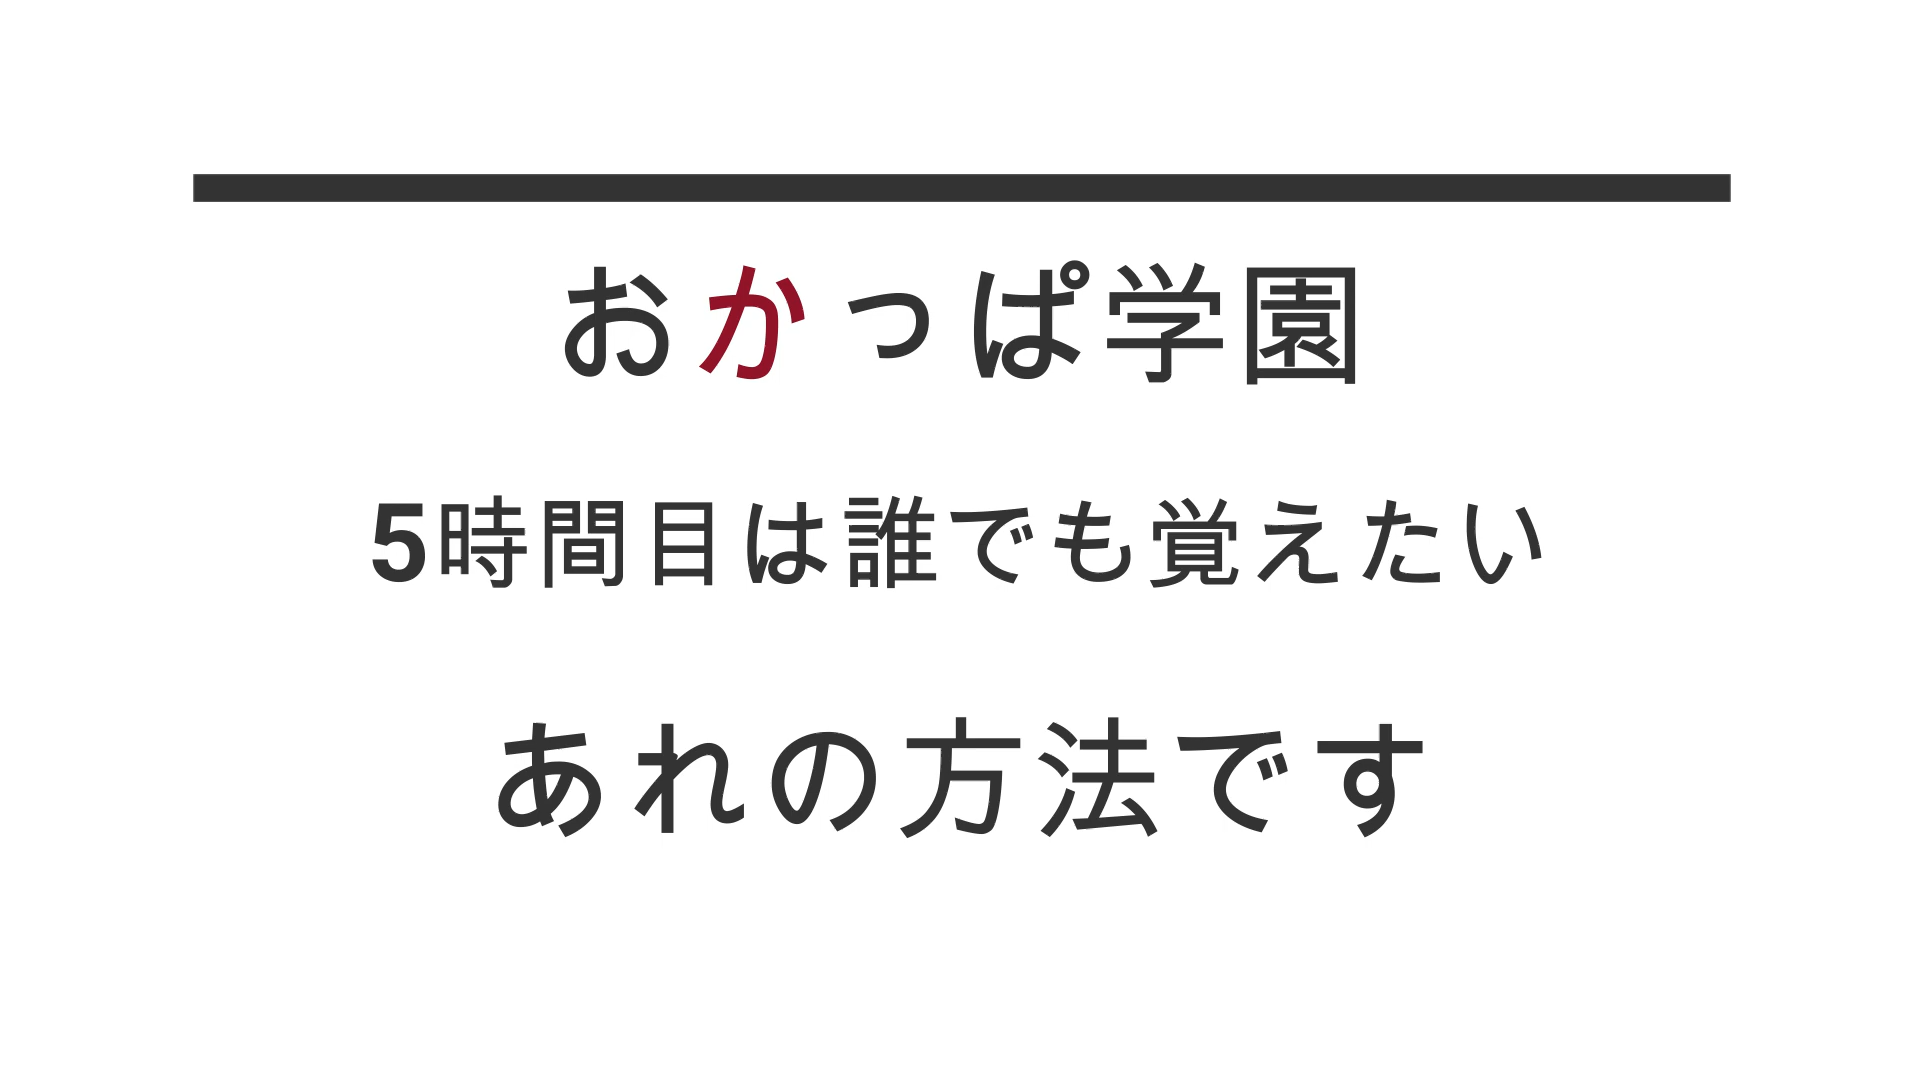 おかっぱ学園
5時間目は誰でも覚えたい
あれの方法です